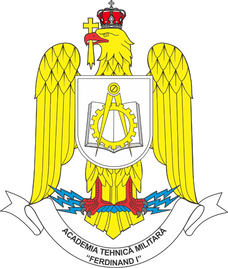 ACADEMIA TEHNICĂ MILITARĂ
"FERDINAND I"